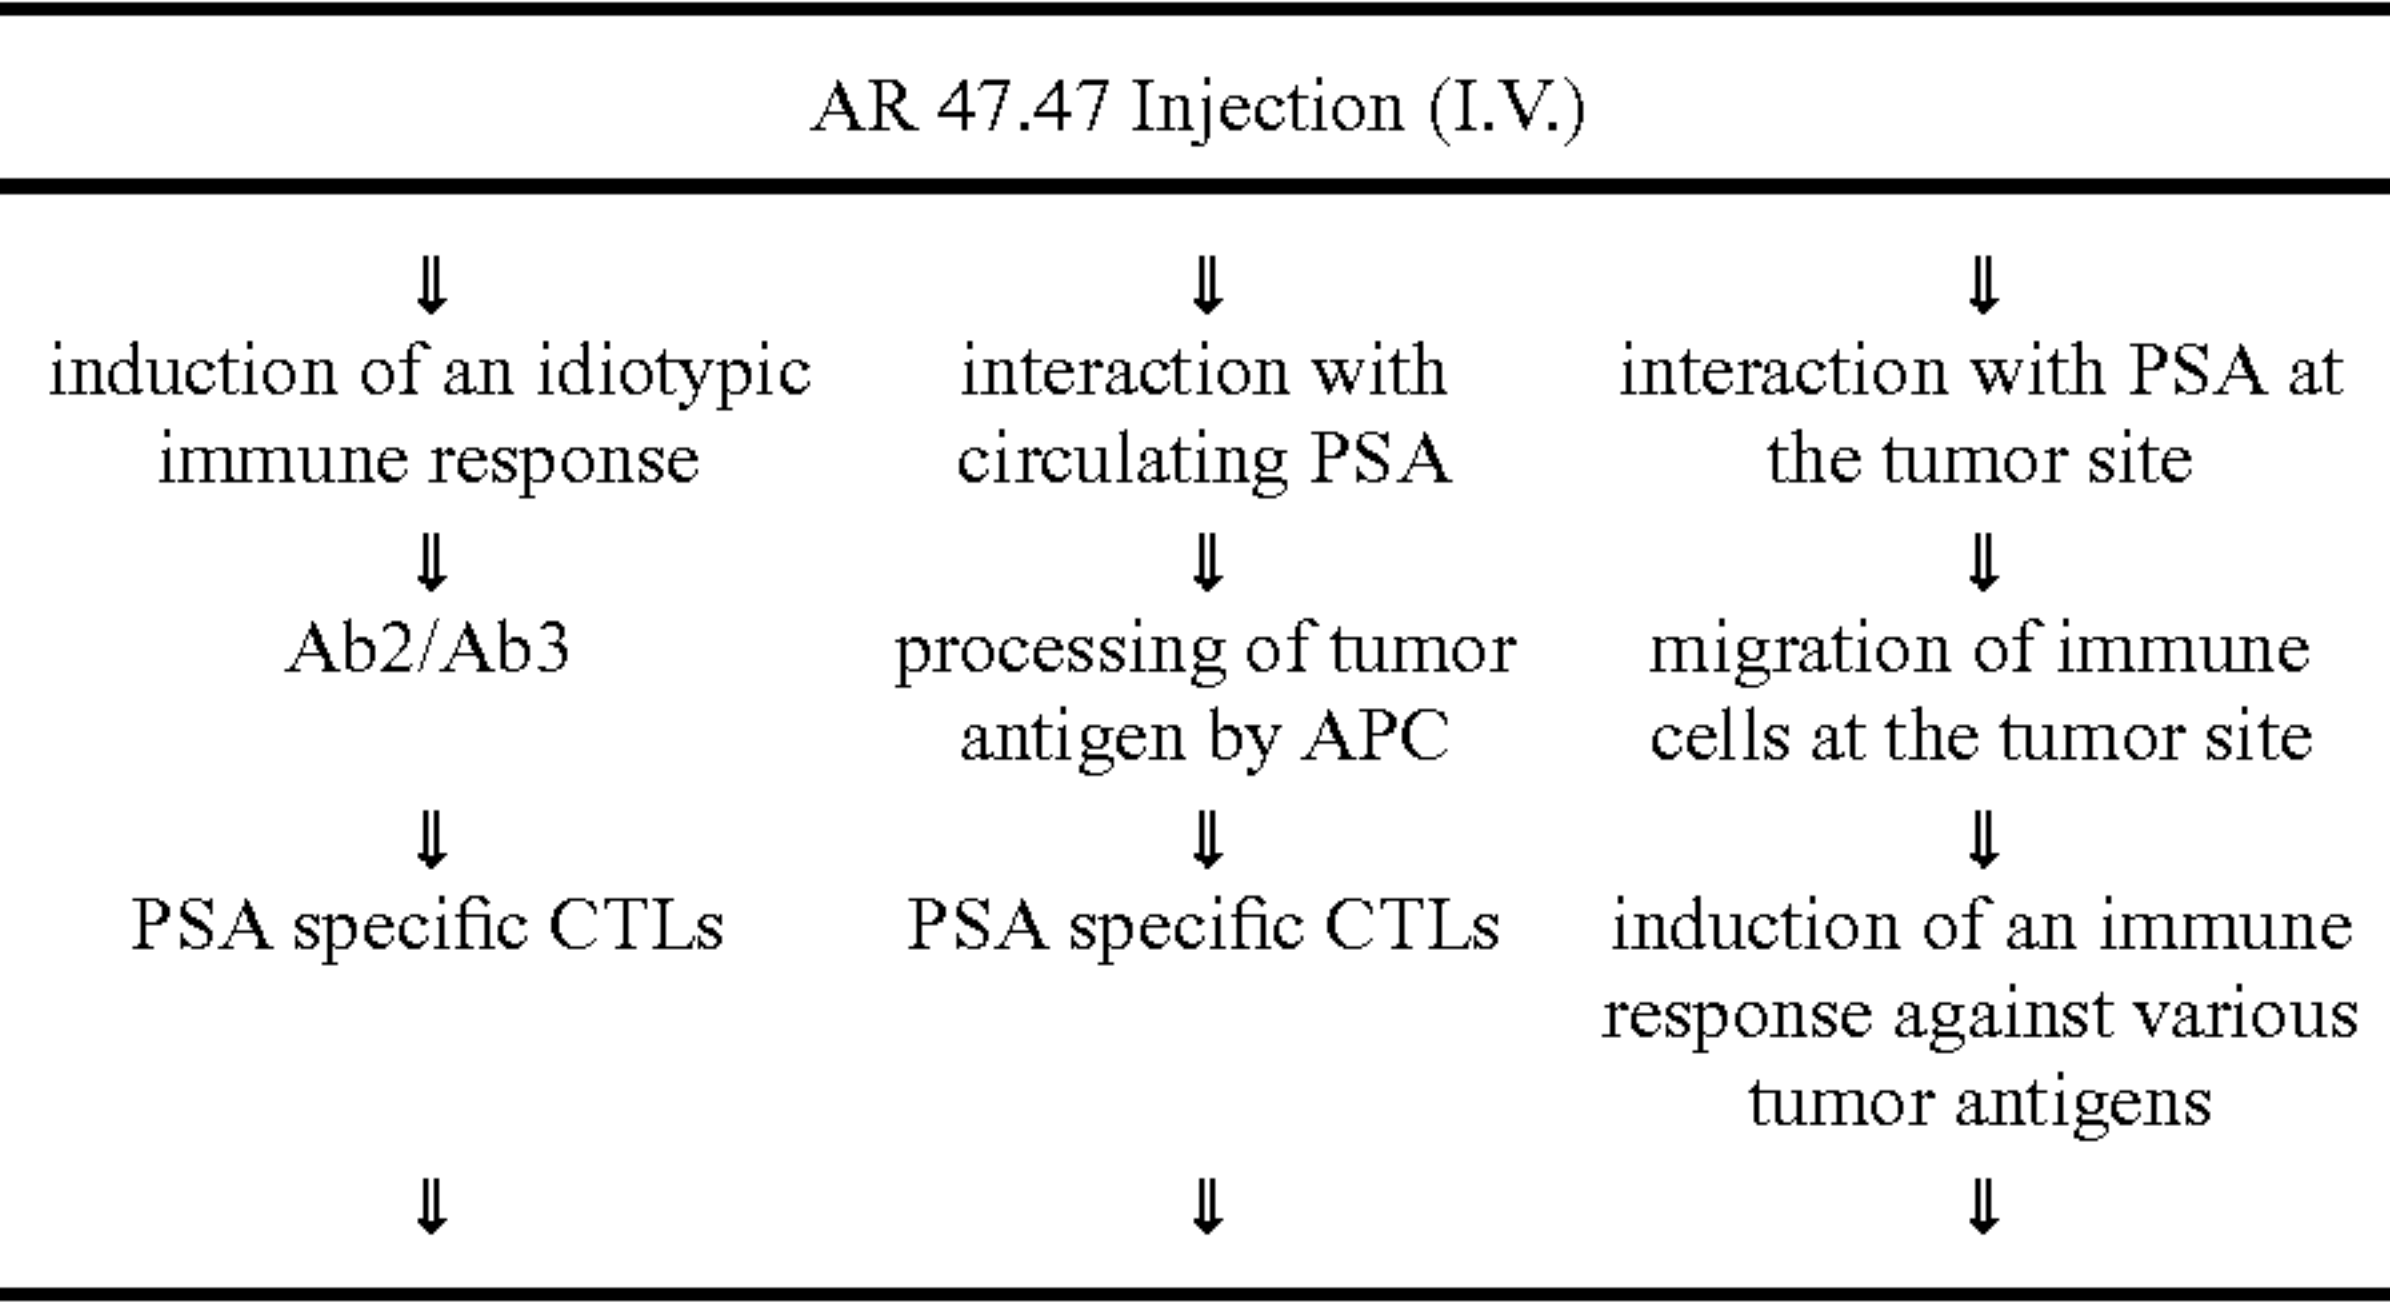 AR 47.47 Injection (I.V.)
⇓ ⇓ ⇓
induction of an idiotypic interaction with interaction with PSA at
immune response circulating PSA the tumor site
⇓ ⇓ ⇓
Ab2/Ab3 processing of tumor migration of immune
antigen by APC cells at the tumor site
⇓ ⇓ ⇓
PSA specific CTLs PSA specific CTLs induction of an immune
response against various
tumor antigens
⇓ ⇓ ⇓